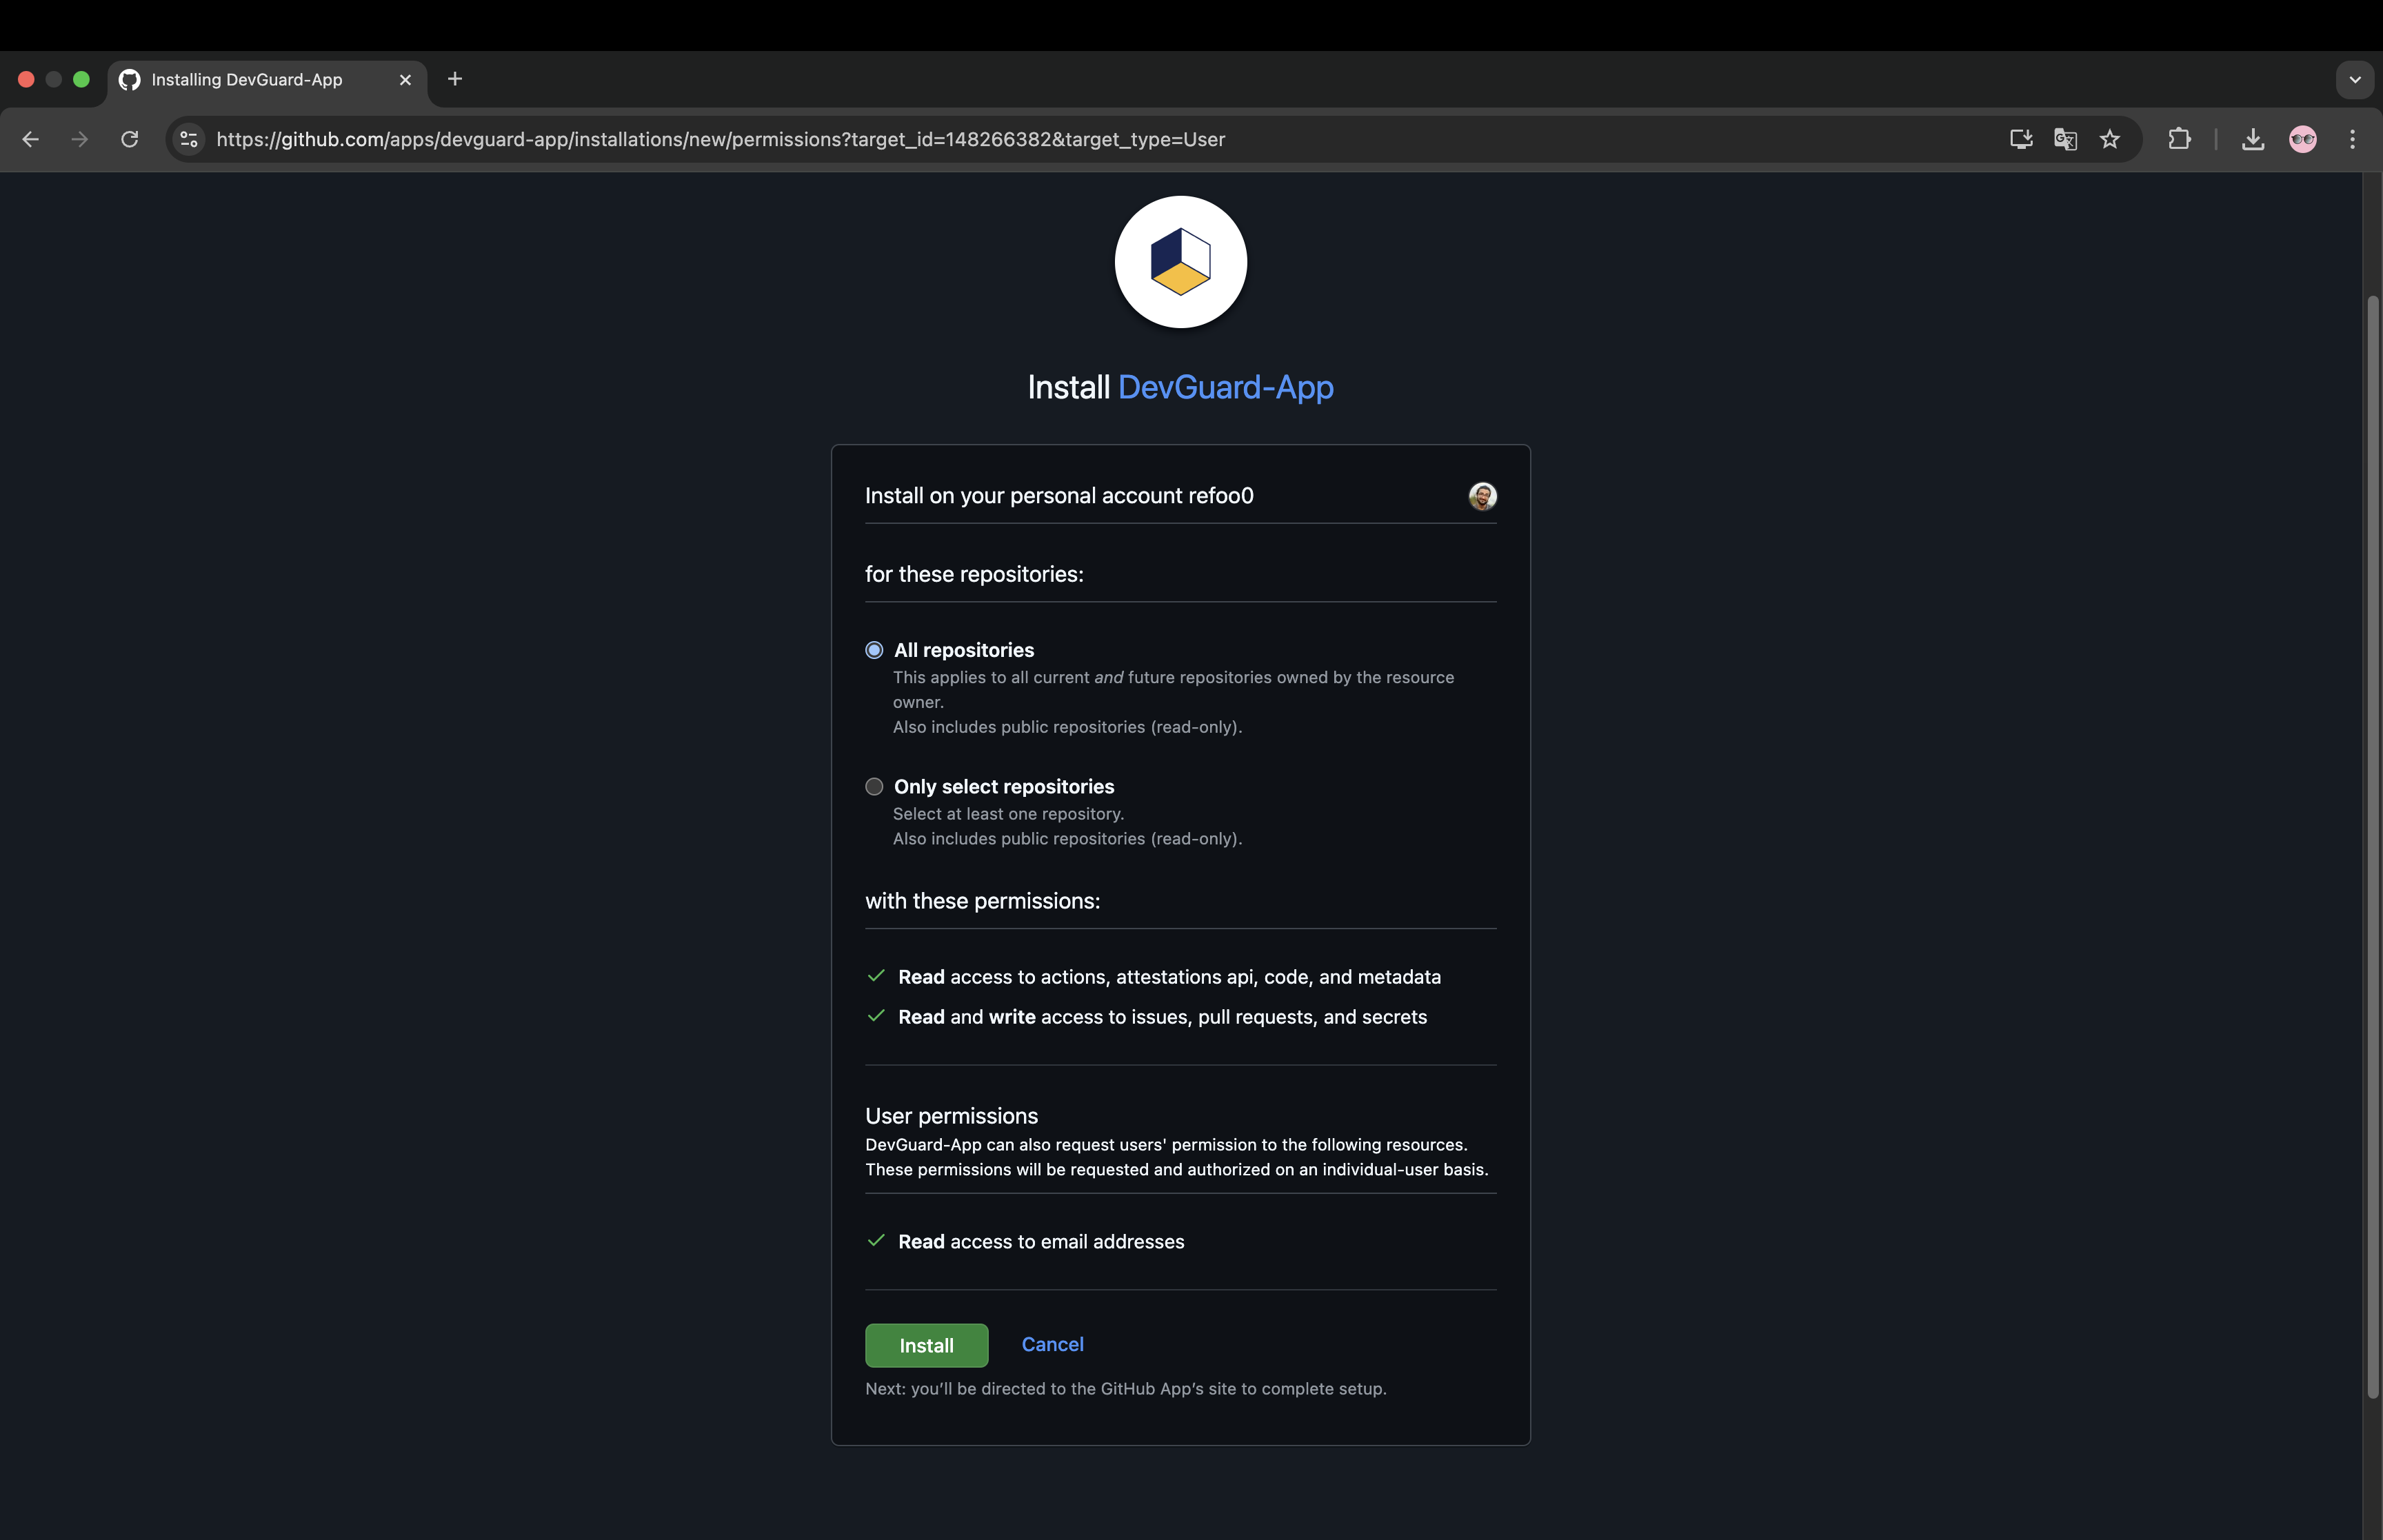 Installing DevGuard-App
https://github.com/apps/devguard-app/installations/new/permissions?target_id=148266382&target_type=User
Install DevGuard-App
Install on your personal account refoo0
for these repositories:
All repositories
This applies to all current and future repositories owned by the resource
owner.
Also includes public repositories (read-only).
Only select repositories
Select at least one repository.
Also includes public repositories (read-only).
with these permissions:
Read access to actions, attestations api, code, and metadata
Read and write access to issues, pull requests, and secrets
User permissions
DevGuard-App can also request users' permission to the following resources.
These permissions will be requested and authorized on an individual-user basis.
Read access to email addresses
Install Cancel
Next: you’ll be directed to the GitHub App’s site to complete setup.